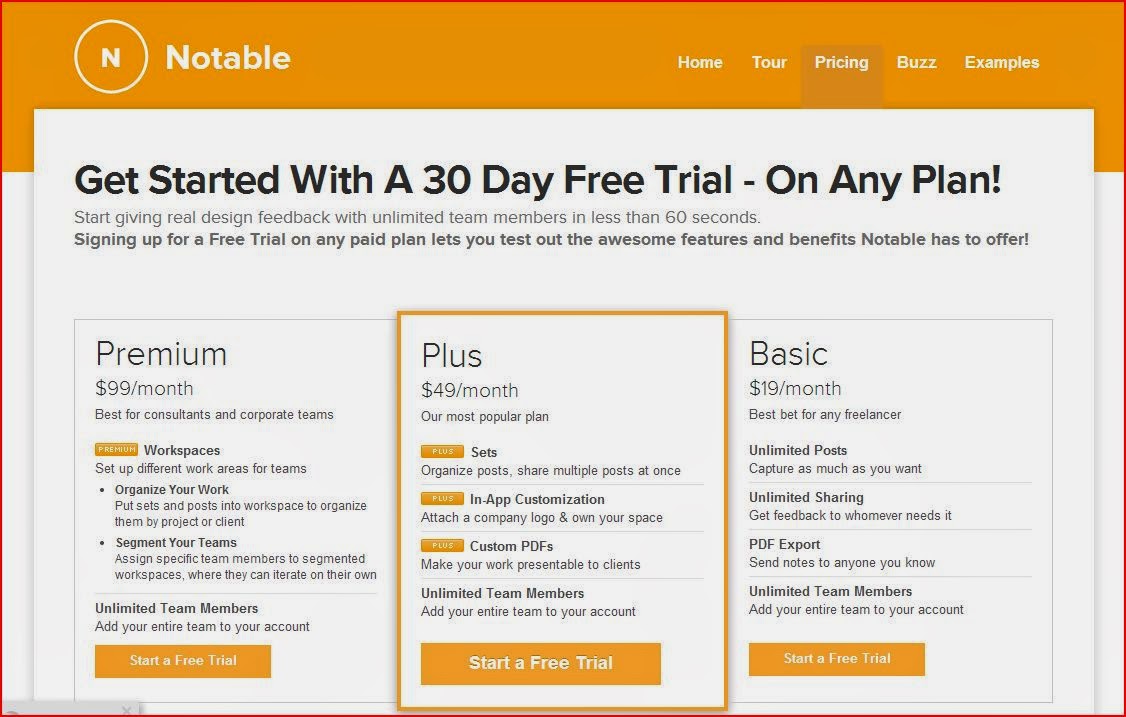 N Notable
Home Tour Pricing Buzz Examples
Get Started With A 30 Day Free Trial - On Any Plan!
Start giving real design feedback with unlimited team members in less than 60 seconds.
Signing up for a Free Trial on any paid plan lets you test out the awesome features and benefits Notable has to offer!
Premium
$99/month
Best for consultants and corporate teams
PREMIUM Workspaces
Set up different work areas for teams
• Organize Your Work
Put sets and posts into workspace to organize
them by project or client
• Segment Your Teams
Assign specific team members to segmented
workspaces, where they can iterate on their own
Unlimited Team Members
Add your entire team to your account
Start a Free Trial
Plus
$49/month
Our most popular plan
PLUS Sets
Organize posts, share multiple posts at once
PLUS In-App Customization
Attach a company logo & own your space
PLUS Custom PDFs
Make your work presentable to clients
Unlimited Team Members
Add your entire team to your account
Start a Free Trial
Basic
$19/month
Best bet for any freelancer
Unlimited Posts
Capture as much as you want
Unlimited Sharing
Get feedback to whomever needs it
PDF Export
Send notes to anyone you know
Unlimited Team Members
Add your entire team to your account
Start a Free Trial